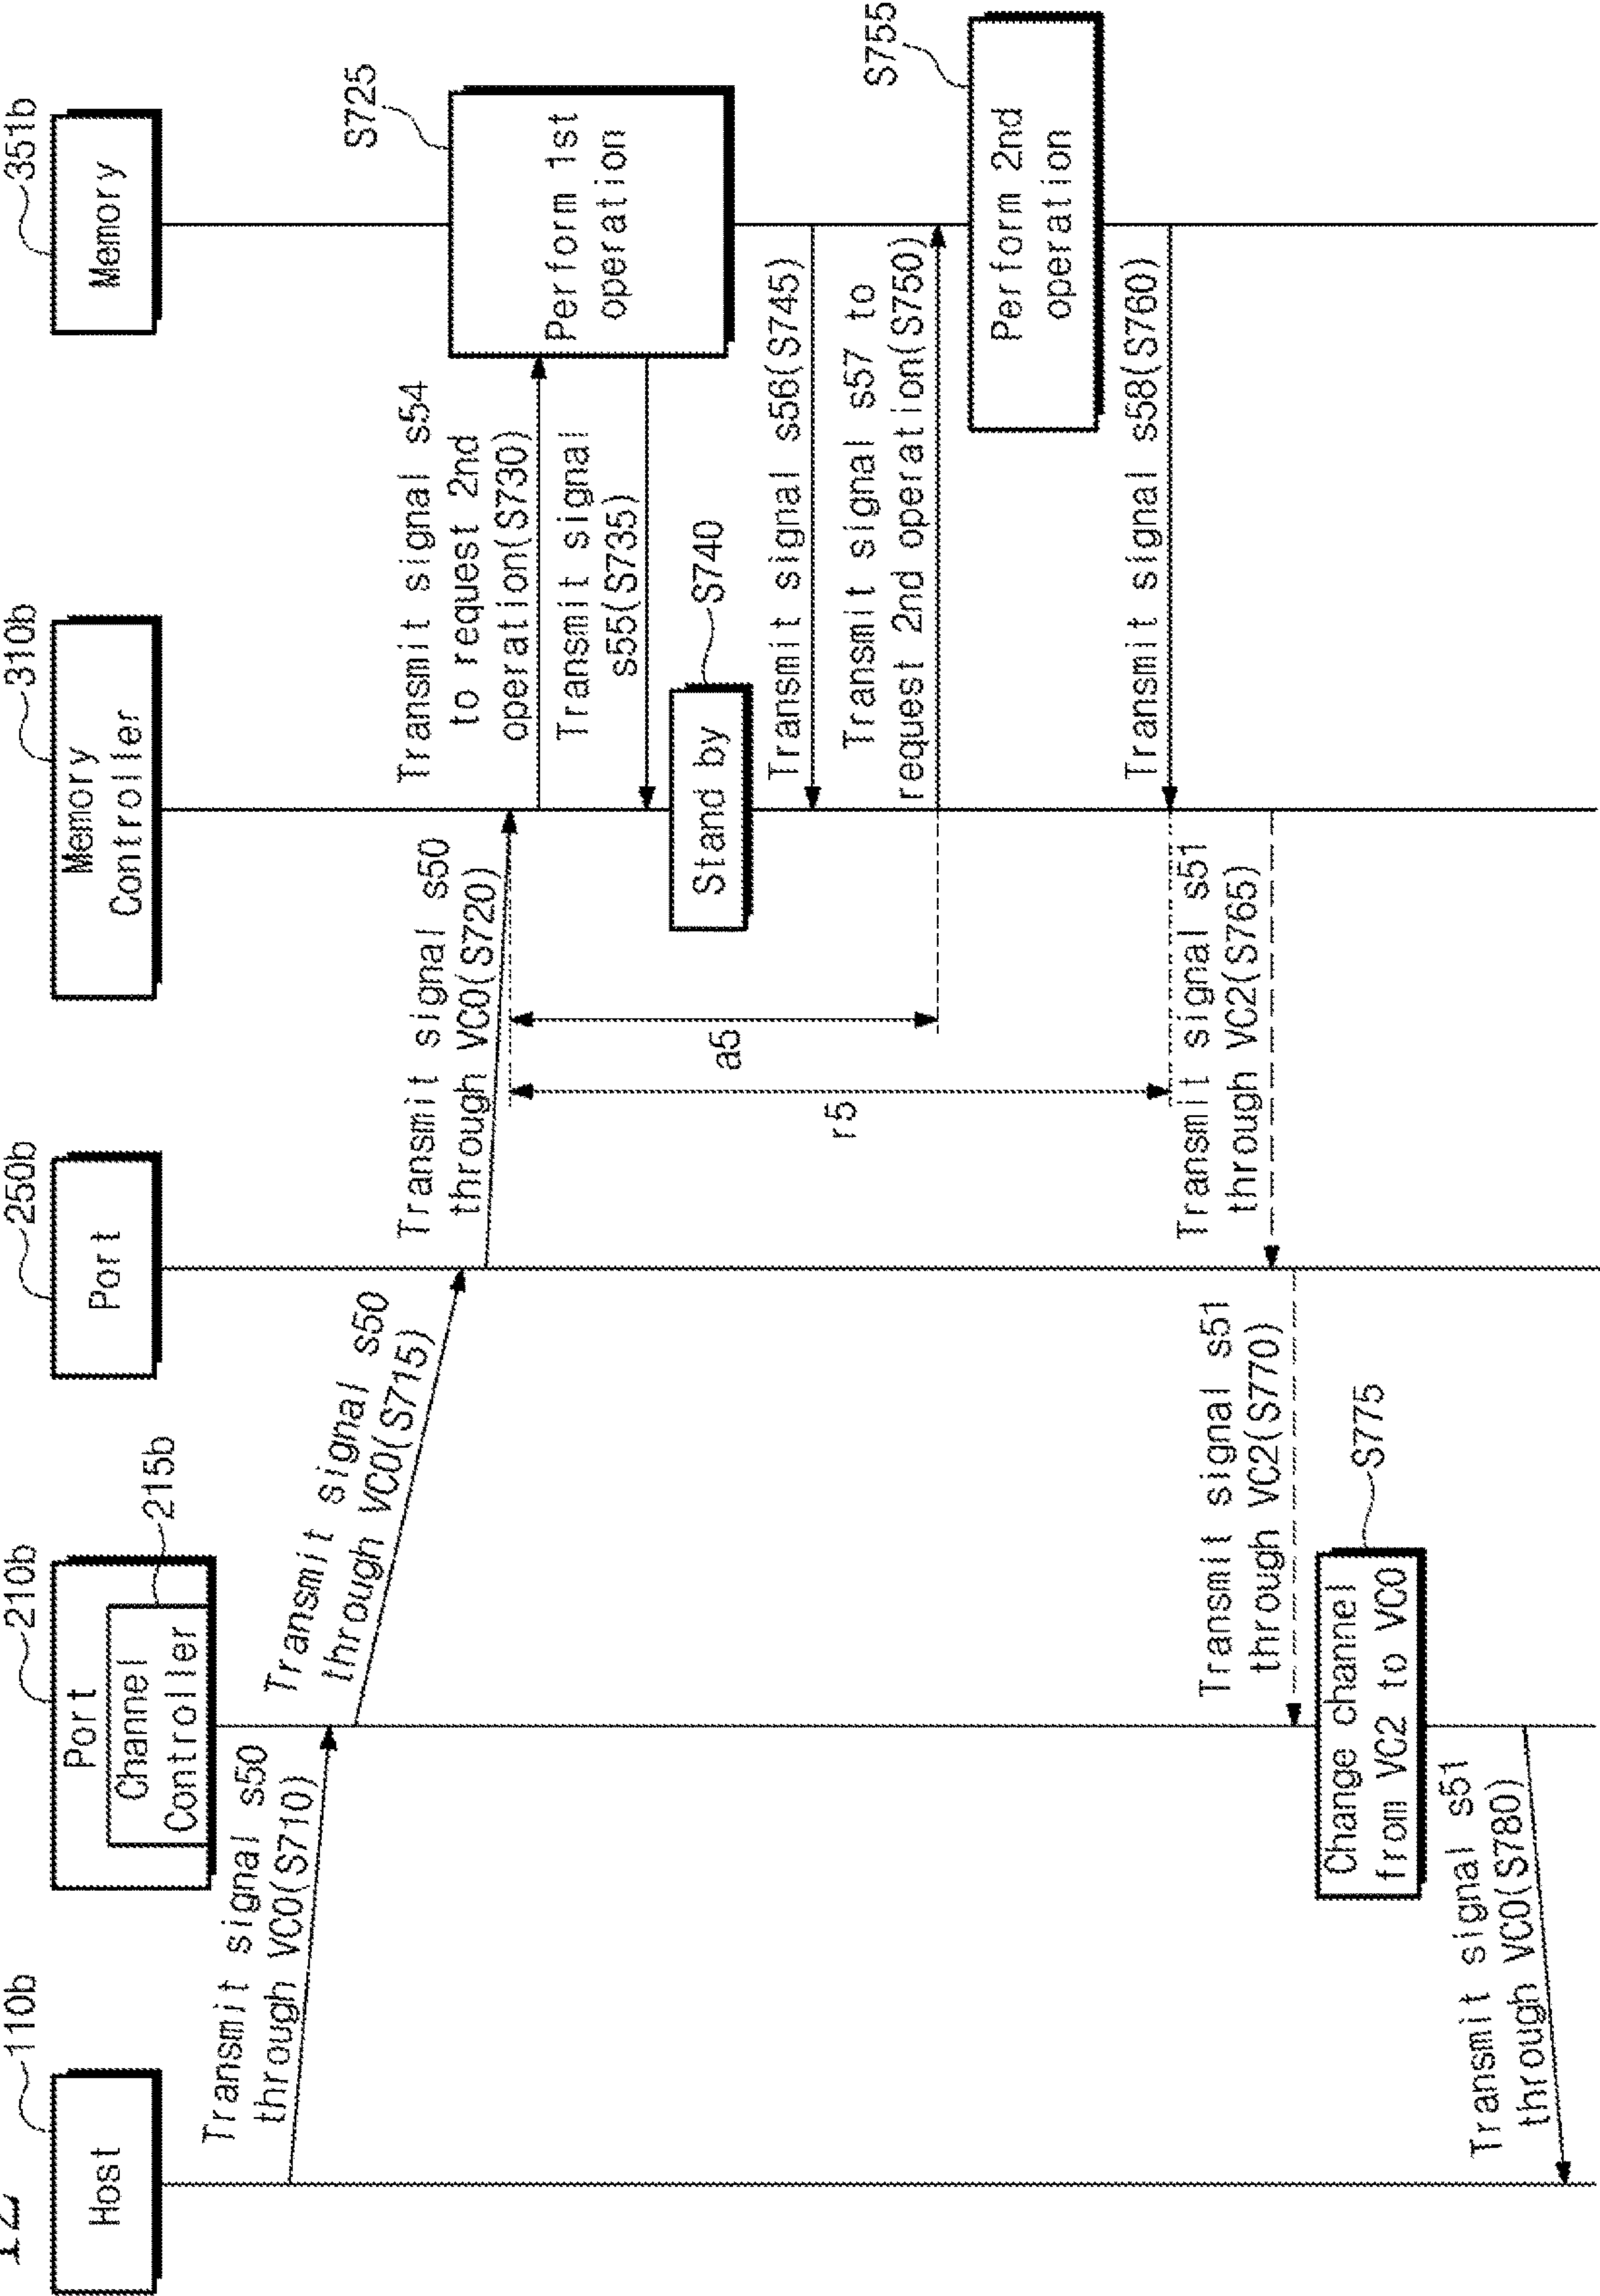 12
110b
Host
210b
Port
215b
Channel
Controller
250b
Port
310b
Memory
Controller
351b
Memory
Transmit signal s50
through VC0(S710)
Transmit signal s50
through VC0(S715)
Transmit signal s50
through VC0(S720)
S725
Perform 1st
operation
Transmit signal s54
to request 2nd
operation(S730)
Transmit signal
s55(S735)
Stand by
S740
Transmit signal s56(S745)
Transmit signal s57 to
request 2nd operation(S750)
a5
r5
S755
Perform 2nd
operation
Transmit signal s58(S760)
Transmit signal s51
through VC2(S765)
Transmit signal s51
through VC2(S770)
Change channel
from VC2 to VC0
S775
Transmit signal s51
through VC0(S780)